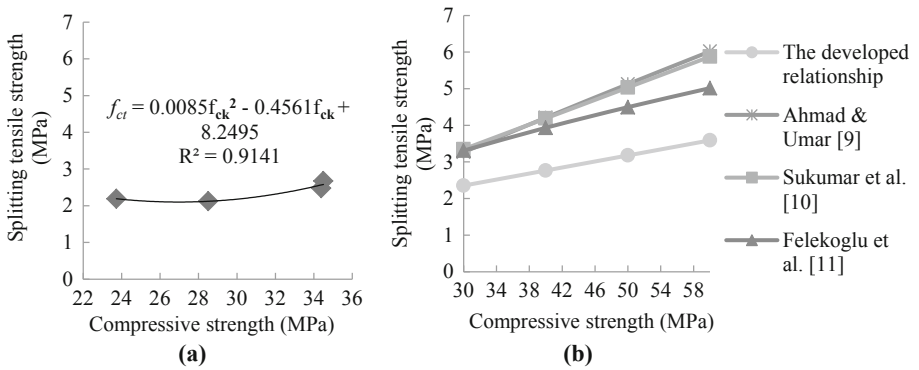 7
6
5
4
3
2
1
0
Splitting tensile strength
(MPa)
f_ct = 0.0085f_ck² - 0.4561f_ck +
8.2495
R² = 0.9141
22 24 26 28 30 32 34 36
Compressive strength (MPa)
(a)
7
6
5
4
3
2
1
0
Splitting tensile strength
(MPa)
30 34 38 42 46 50 54 58
Compressive strength (MPa)
(b)
The developed
relationship
Ahmad &
Umar [9]
Sukumar et al.
[10]
Felekoglu et
al. [11]